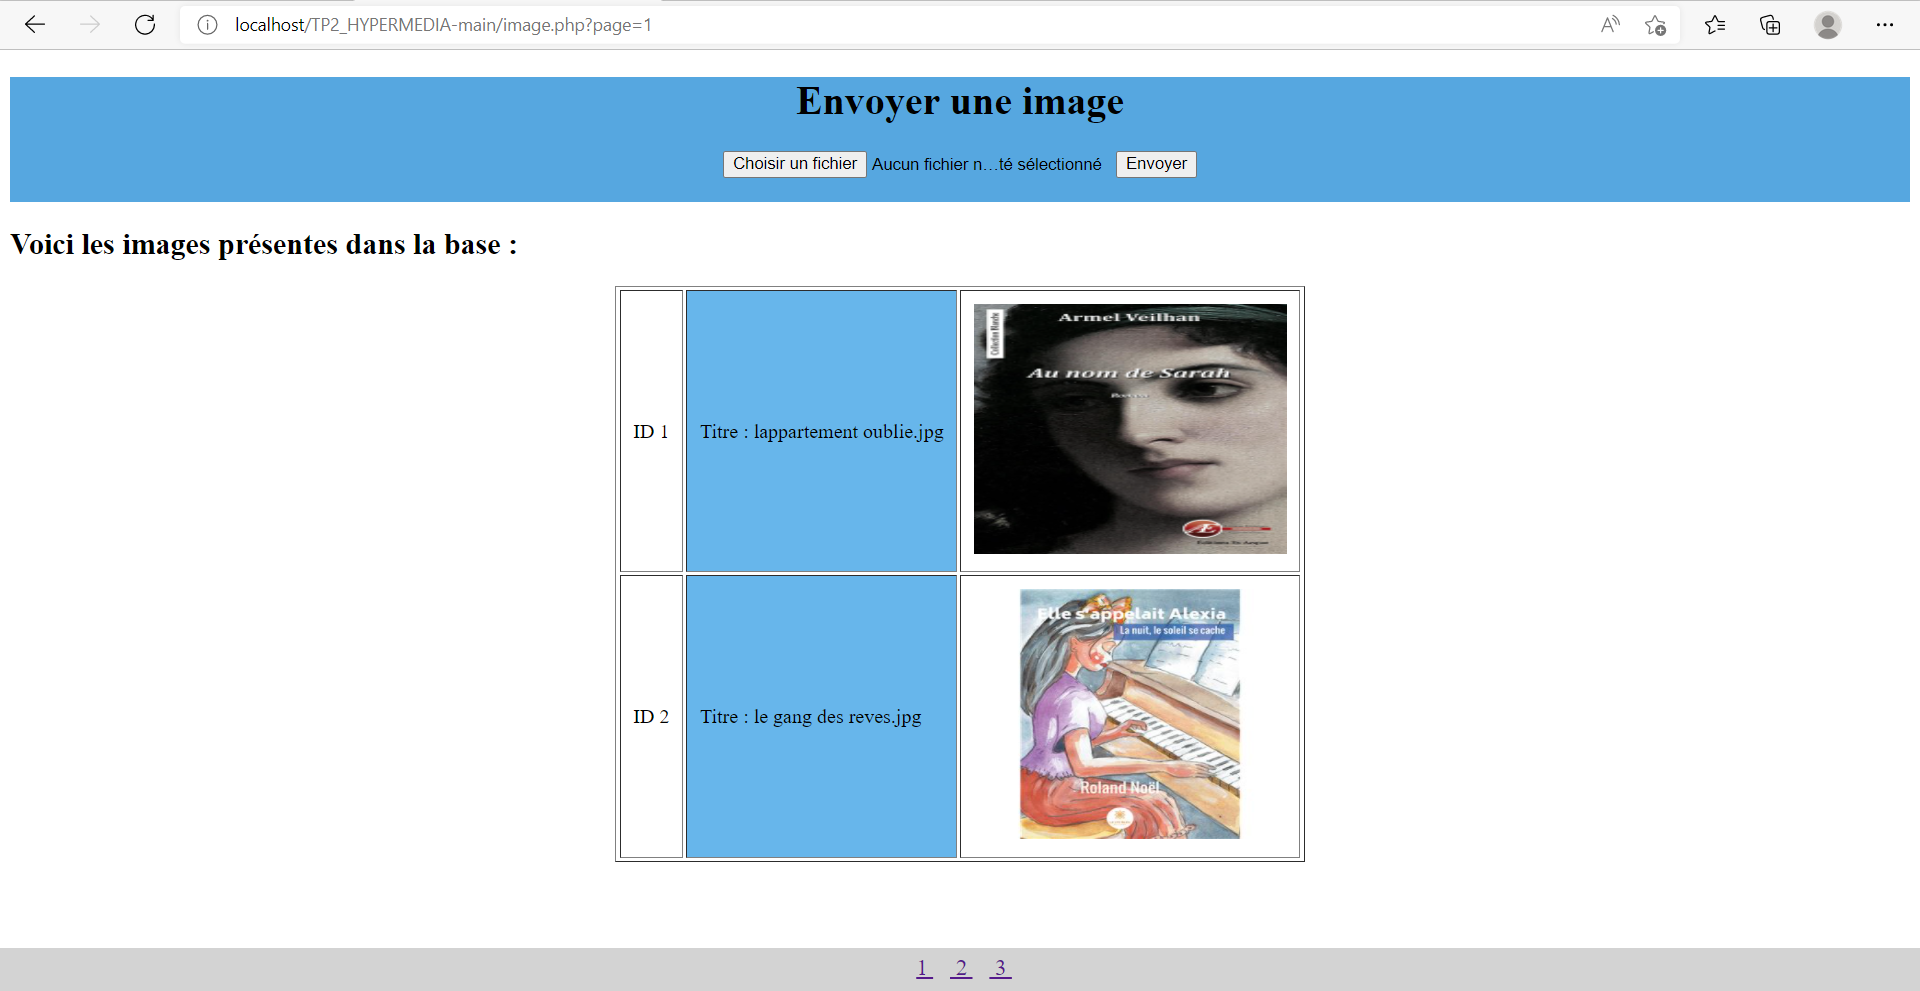 localhost/TP2_HYPERMEDIA-main/image.php?page=1
Envoyer une image
Choisir un fichier Aucun fichier n...té sélectionné Envoyer
Voici les images présentes dans la base :
ID 1
Titre : lappartement oublie.jpg
Collection Blanche
Armel Veilhan
Au nom de Sarah
Roman
Æ
ID 2
Titre : le gang des reves.jpg
Elle s'appelait Alexia
La nuit, le soleil se cache
Roland Noël
1 2 3